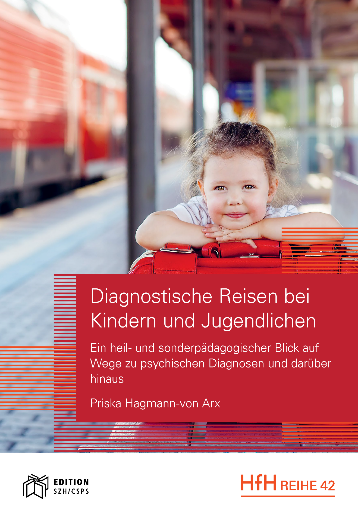 Diagnostische Reisen bei
Kindern und Jugendlichen
Ein heil- und sonderpädagogischer Blick auf
Wege zu psychischen Diagnosen und darüber
hinaus
Priska Hagmann-von Arx
EDITION
SZH/CSPS
HfH REIHE 42